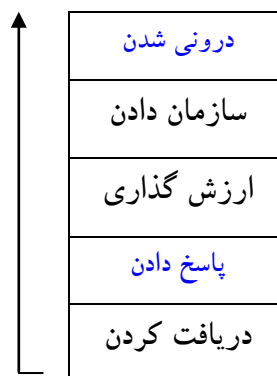 درونی شدن
سازمان دادن
ارزش گذاری
پاسخ دادن
دریافت کردن